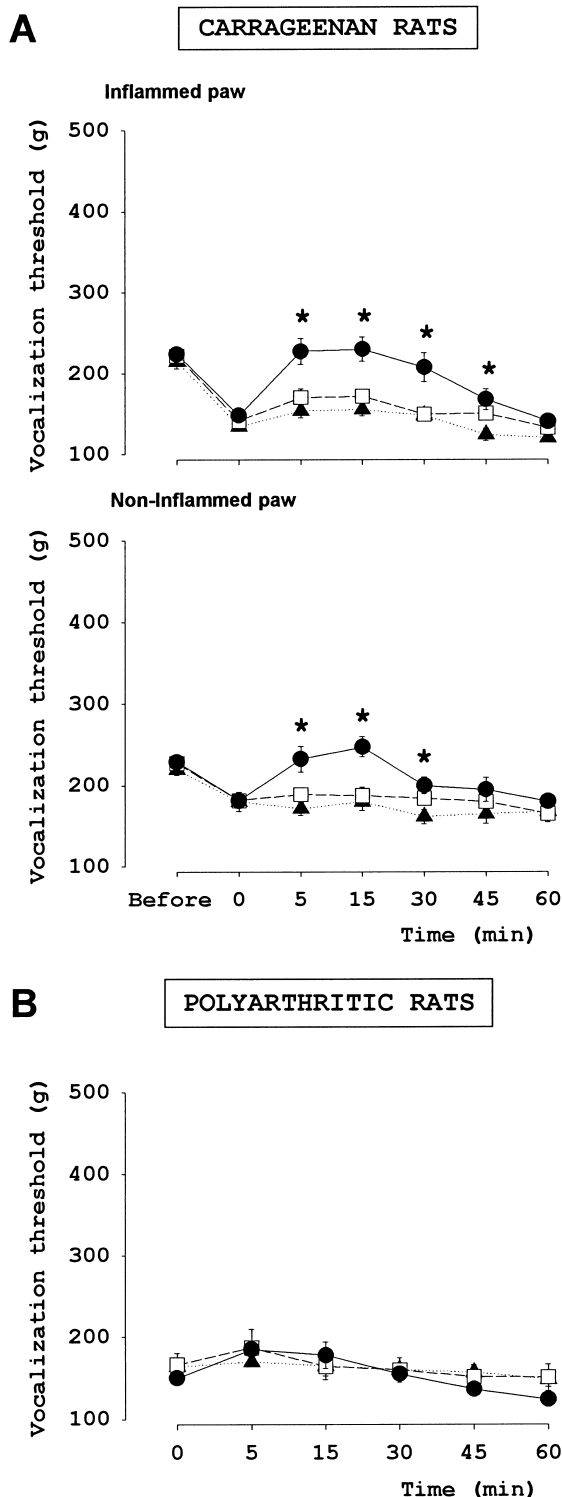 A
CARRAGEENAN RATS
Inflammed paw
Vocalization threshold (g)
500
400
300
200
100
* * * *
Non-Inflammed paw
Vocalization threshold (g)
500
400
300
200
100
* * *
Before 0 5 15 30 45 60
Time (min)
B
POLYARTHRITIC RATS
Vocalization threshold (g)
500
400
300
200
100
0 5 15 30 45 60
Time (min)